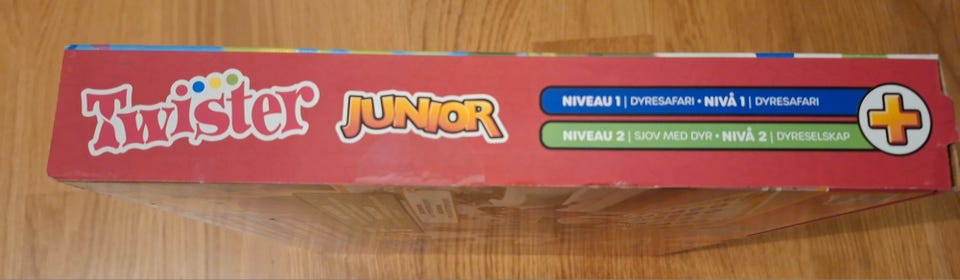 Twister JUNIOR
NIVEAU 1 | DYRESAFARI • NIVÅ 1 | DYRESAFARI
NIVEAU 2 | SJOV MED DYR • NIVÅ 2 | DYRESELSKAP